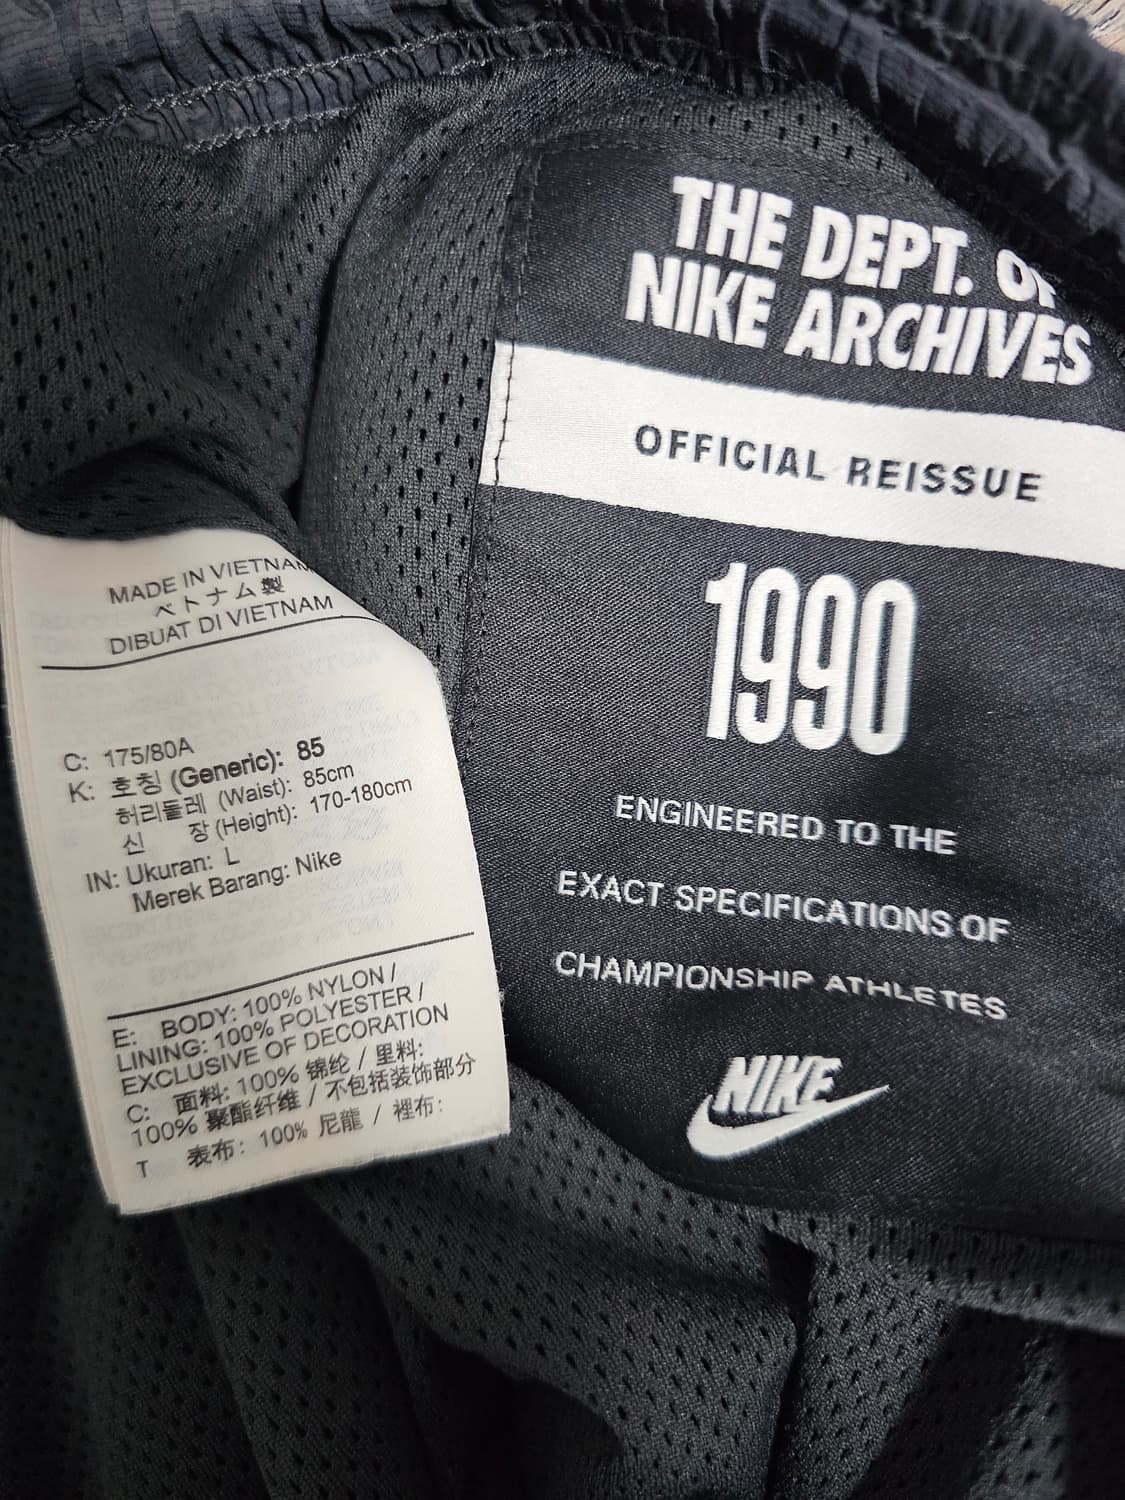 THE DEPT. OF
NIKE ARCHIVES
OFFICIAL REISSUE
1990
ENGINEERED TO THE
EXACT SPECIFICATIONS OF
CHAMPIONSHIP ATHLETES
NIKE
MADE IN VIETNAM
ベトナム製
DIBUAT DI VIETNAM
C: 175/80A
K: 호칭 (Generic): 85
허리둘레 (Waist): 85cm
신 장 (Height): 170-180cm
IN: Ukuran: L
Merek Barang: Nike
E: BODY: 100% NYLON /
LINING: 100% POLYESTER /
EXCLUSIVE OF DECORATION
C: 面料: 100% 锦纶 / 里料:
100% 聚酯纤维 / 不包括装饰部分
T 表布: 100% 尼龍 / 裡布: